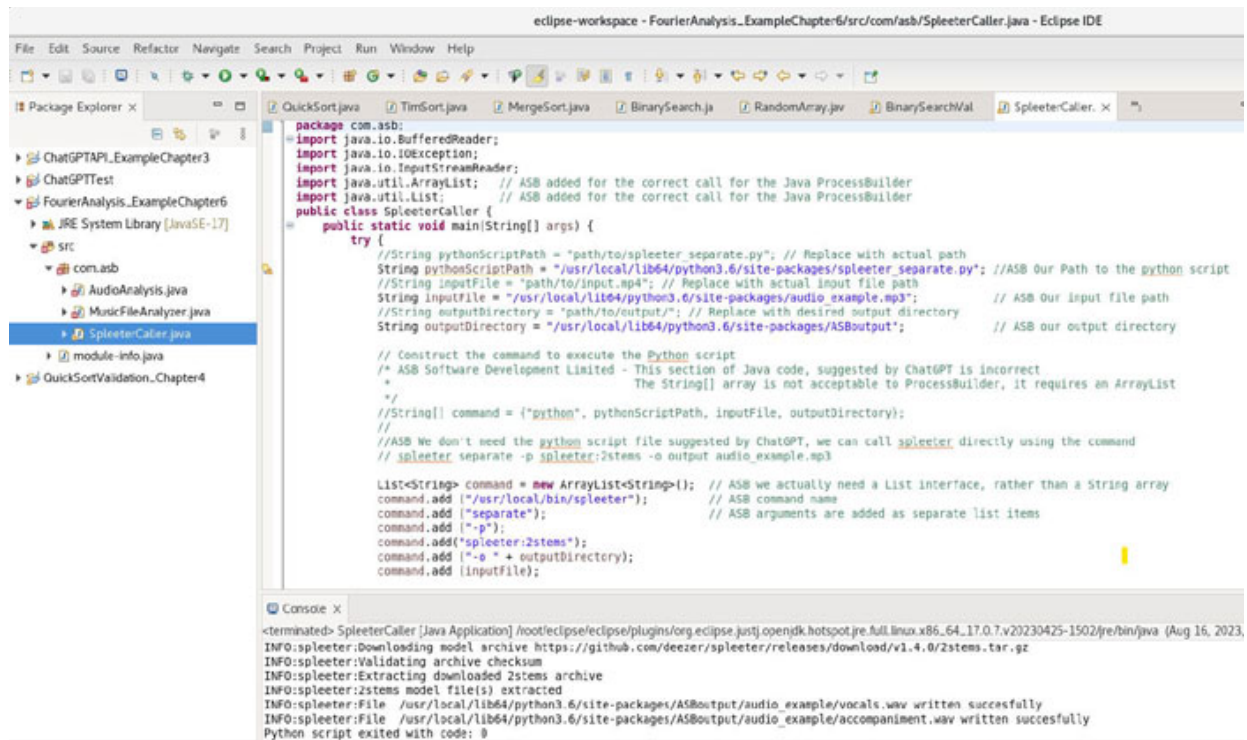 eclipse-workspace - FourierAnalysis_ExampleChapter6/src/com/asb/SpleeterCaller.java - Eclipse IDE
File Edit Source Refactor Navigate Search Project Run Window Help
Package Explorer ×
QuickSort.java TimSort.java MergeSort.java BinarySearch.ja RandomArray.jav BinarySearchVal SpleeterCaller. ×
ChatGPTAPI_ExampleChapter3
ChatGPTTest
FourierAnalysis_ExampleChapter6
JRE System Library [JavaSE-17]
src
com.asb
AudioAnalysis.java
MusicFileAnalyzer.java
SpleeterCaller.java
module-info.java
QuickSortValidation_Chapter4
package com.asb;
import java.io.BufferedReader;
import java.io.IOException;
import java.io.InputStreamReader;
import java.util.ArrayList; // ASB added for the correct call for the Java ProcessBuilder
import java.util.List; // ASB added for the correct call for the Java ProcessBuilder
public class SpleeterCaller {
public static void main(String[] args) {
try {
//String pythonScriptPath = "path/to/spleeter_separate.py"; // Replace with actual path
String pythonScriptPath = "/usr/local/lib64/python3.6/site-packages/spleeter_separate.py"; //ASB Our Path to the python script
//String inputFile = "path/to/input.mp4"; // Replace with actual input file path
String inputFile = "/usr/local/lib64/python3.6/site-packages/audio_example.mp3"; // ASB Our input file path
//String outputDirectory = "path/to/output/"; // Replace with desired output directory
String outputDirectory = "/usr/local/lib64/python3.6/site-packages/ASBoutput"; // ASB our output directory
// Construct the command to execute the Python script
/* ASB Software Development Limited - This section of Java code, suggested by ChatGPT is incorrect
* The String[] array is not acceptable to ProcessBuilder, it requires an ArrayList
*/
//String[] command = {"python", pythonScriptPath, inputFile, outputDirectory};
//
//ASB We don't need the python script file suggested by ChatGPT, we can call spleeter directly using the command
// spleeter separate -p spleeter:2stems -o output audio_example.mp3
List<String> command = new ArrayList<String>(); // ASB we actually need a List interface, rather than a String array
command.add ("/usr/local/bin/spleeter"); // ASB command name
command.add ("separate"); // ASB arguments are added as separate list items
command.add ("-p");
command.add("spleeter:2stems");
command.add ("-o " + outputDirectory);
command.add (inputFile);
Console ×
<terminated> SpleeterCaller [Java Application] /root/eclipse/eclipse/plugins/org.eclipse.justj.openjdk.hotspot.jre.full.linux.x86_64_17.0.7.v20230425-1502/jre/bin/java (Aug 16, 2023,
INFO:spleeter:Downloading model archive https://github.com/deezer/spleeter/releases/download/v1.4.0/2stems.tar.gz
INFO:spleeter:Validating archive checksum
INFO:spleeter:Extracting downloaded 2stems archive
INFO:spleeter:2stems model file(s) extracted
INFO:spleeter:File /usr/local/lib64/python3.6/site-packages/ASBoutput/audio_example/vocals.wav written succesfully
INFO:spleeter:File /usr/local/lib64/python3.6/site-packages/ASBoutput/audio_example/accompaniment.wav written succesfully
Python script exited with code: 0